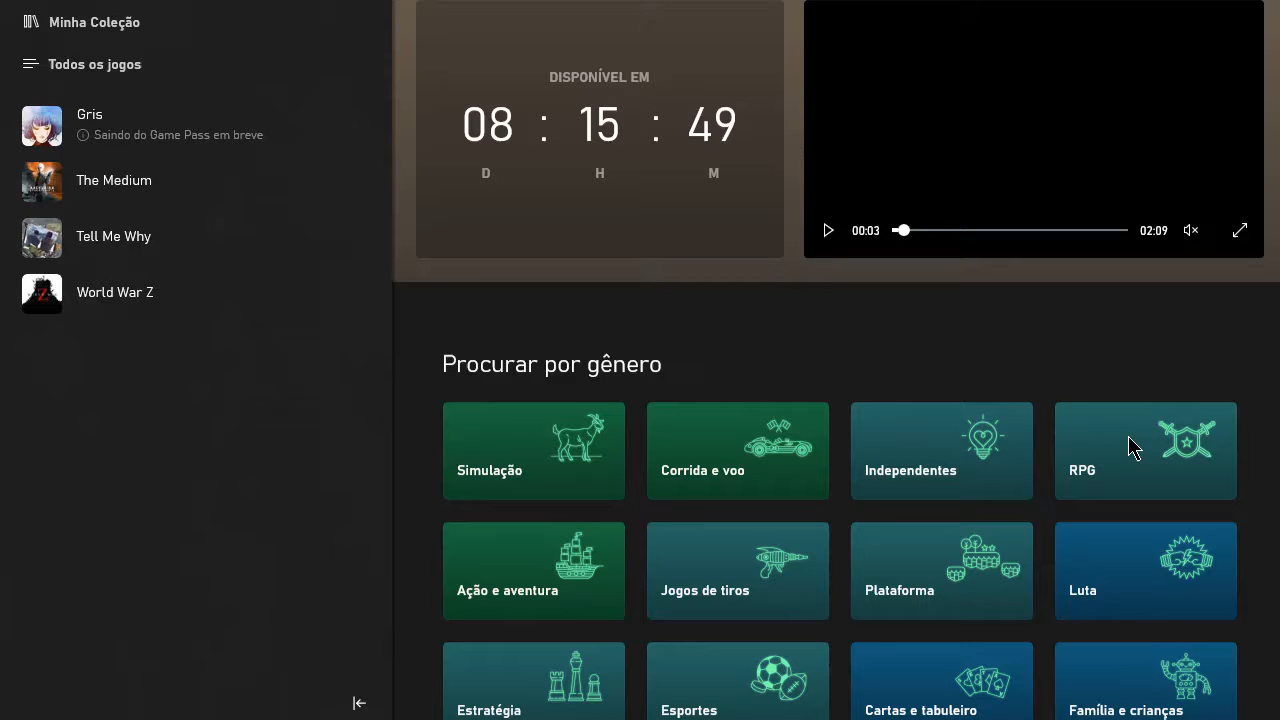 Minha Coleção
Todos os jogos
Gris
Saindo do Game Pass em breve
The Medium
Tell Me Why
World War Z
DISPONÍVEL EM
08 : 15 : 49
D H M
00:03 02:09
Procurar por gênero
Simulação
Corrida e voo
Independentes
RPG
Ação e aventura
Jogos de tiros
Plataforma
Luta
Estratégia
Esportes
Cartas e tabuleiro
Família e crianças